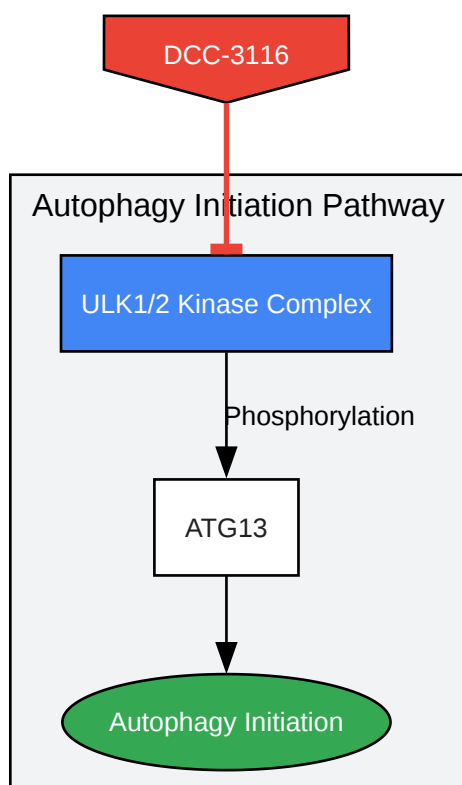 DCC-3116
Autophagy Initiation Pathway
ULK1/2 Kinase Complex
Phosphorylation
ATG13
Autophagy Initiation